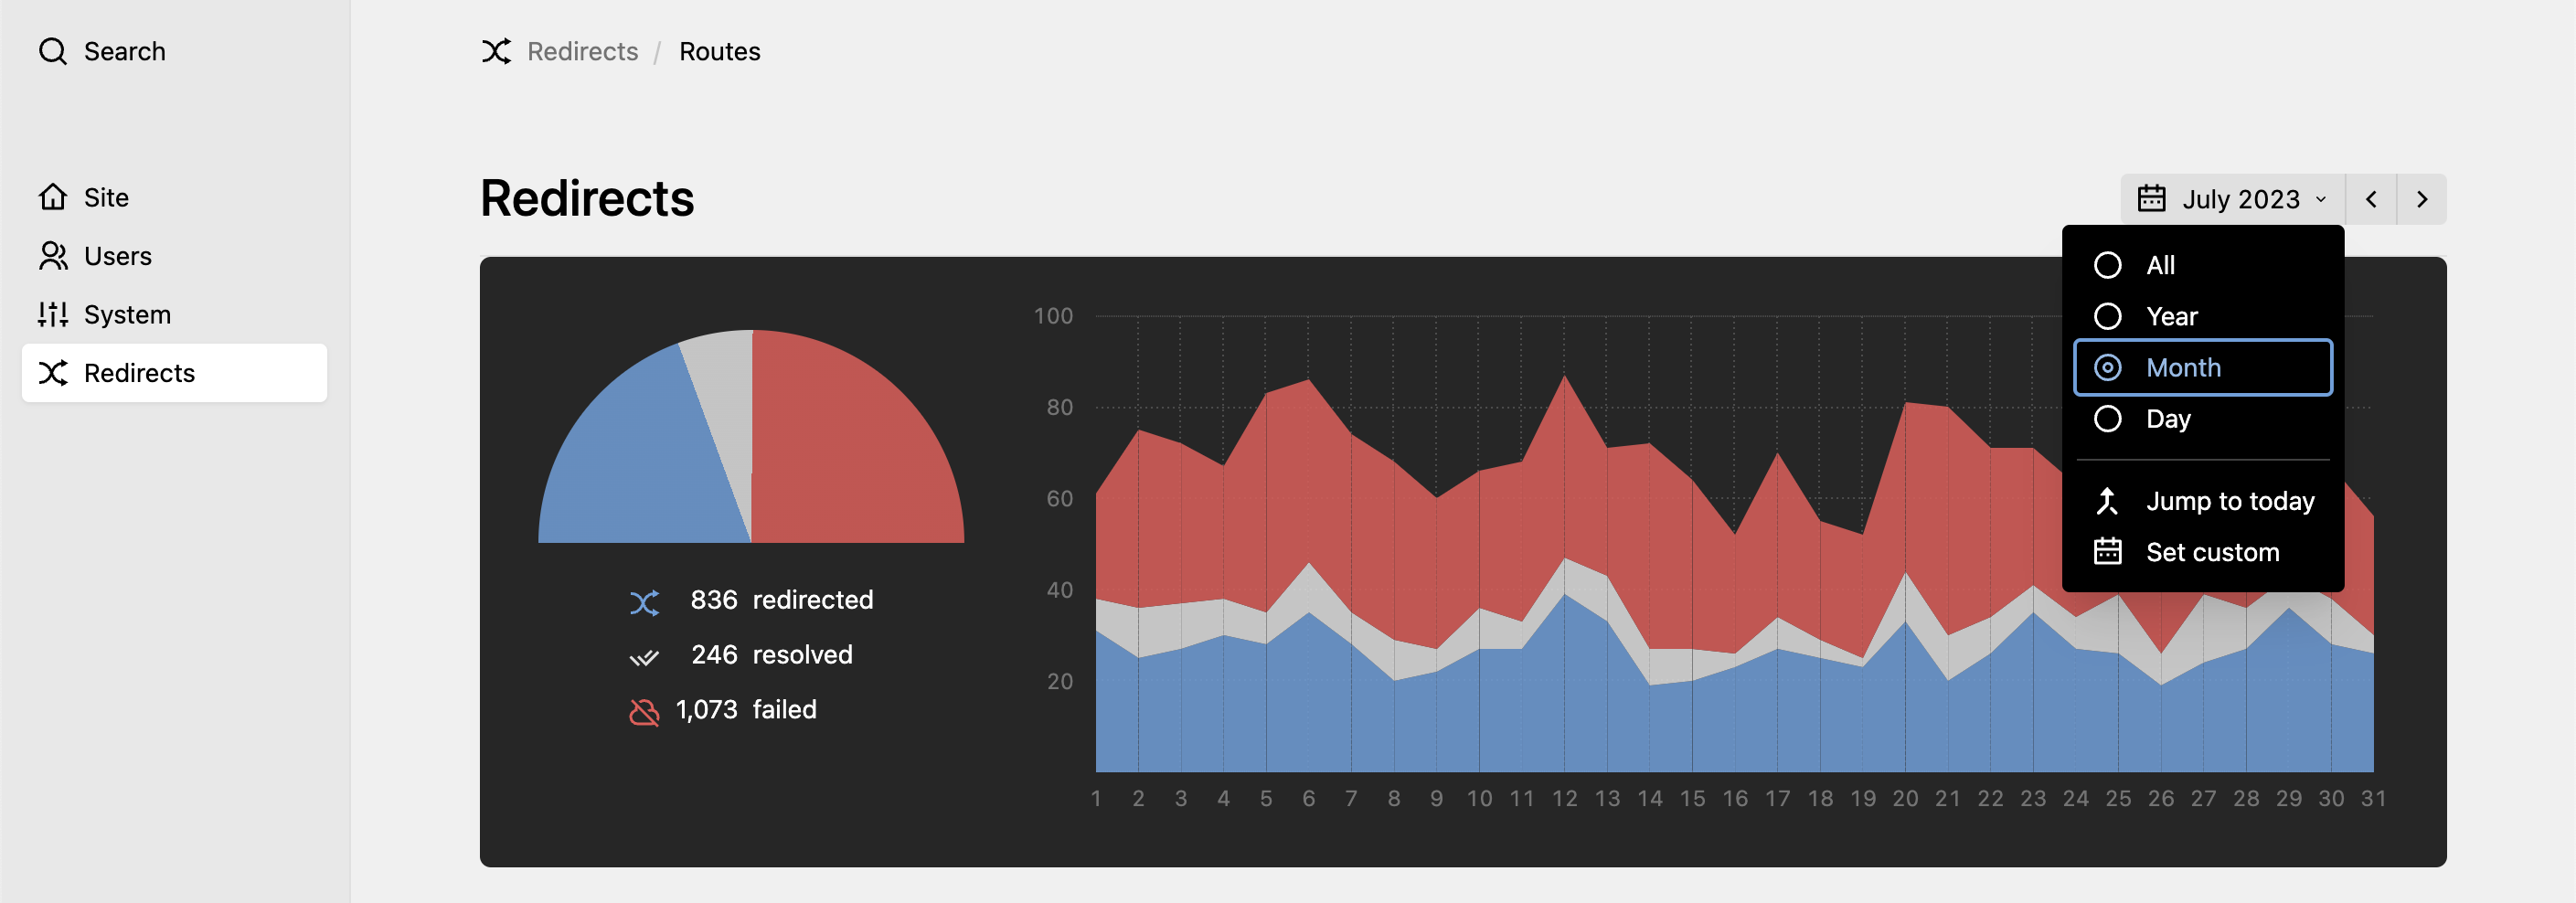 Search
Site
Users
System
Redirects
Redirects / Routes
Redirects
July 2023
All
Year
Month
Day
Jump to today
Set custom
836 redirected
246 resolved
1,073 failed
100
80
60
40
20
1 2 3 4 5 6 7 8 9 10 11 12 13 14 15 16 17 18 19 20 21 22 23 24 25 26 27 28 29 30 31